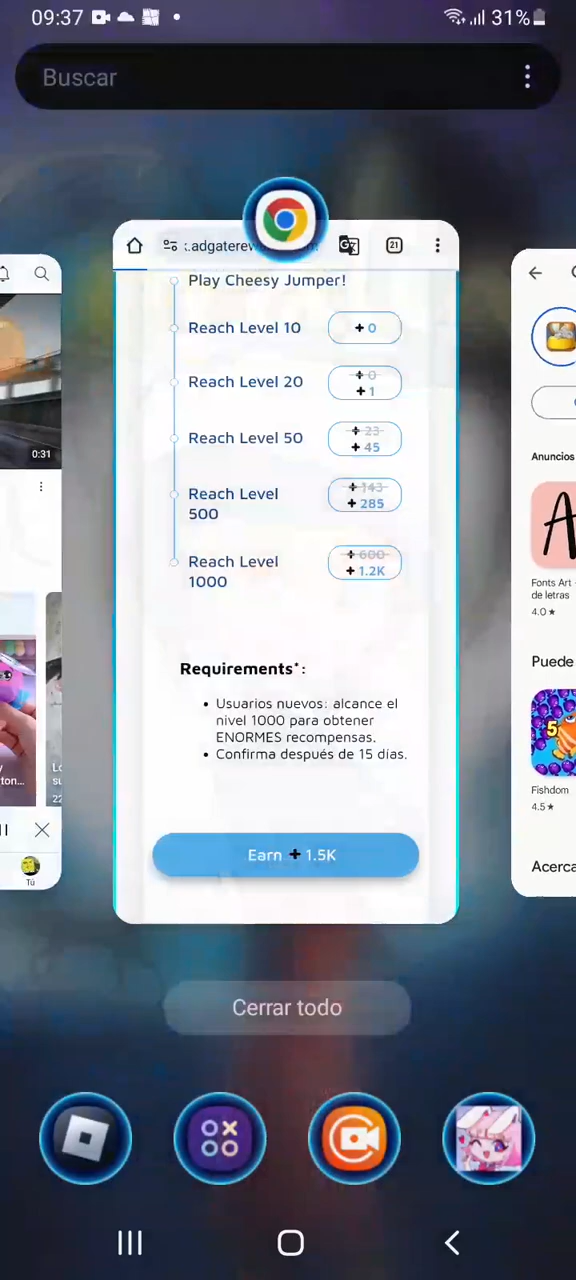 09:37
31%
Buscar
:.adgaterew
21
Play Cheesy Jumper!
Reach Level 10
+ 0
Reach Level 20
+ 0
+ 1
Reach Level 50
+ 23
+ 45
Reach Level
500
+ 143
+ 285
Reach Level
1000
+ 600
+ 1.2K
Requirements*:
• Usuarios nuevos: alcance el
nivel 1000 para obtener
ENORMES recompensas.
• Confirma después de 15 días.
Earn + 1.5K
0:31
22
Tú
Anuncios
A
Fonts Art -
de letras
4.0 ★
Puede
5
Fishdom
4.5 ★
Acerca
Cerrar todo